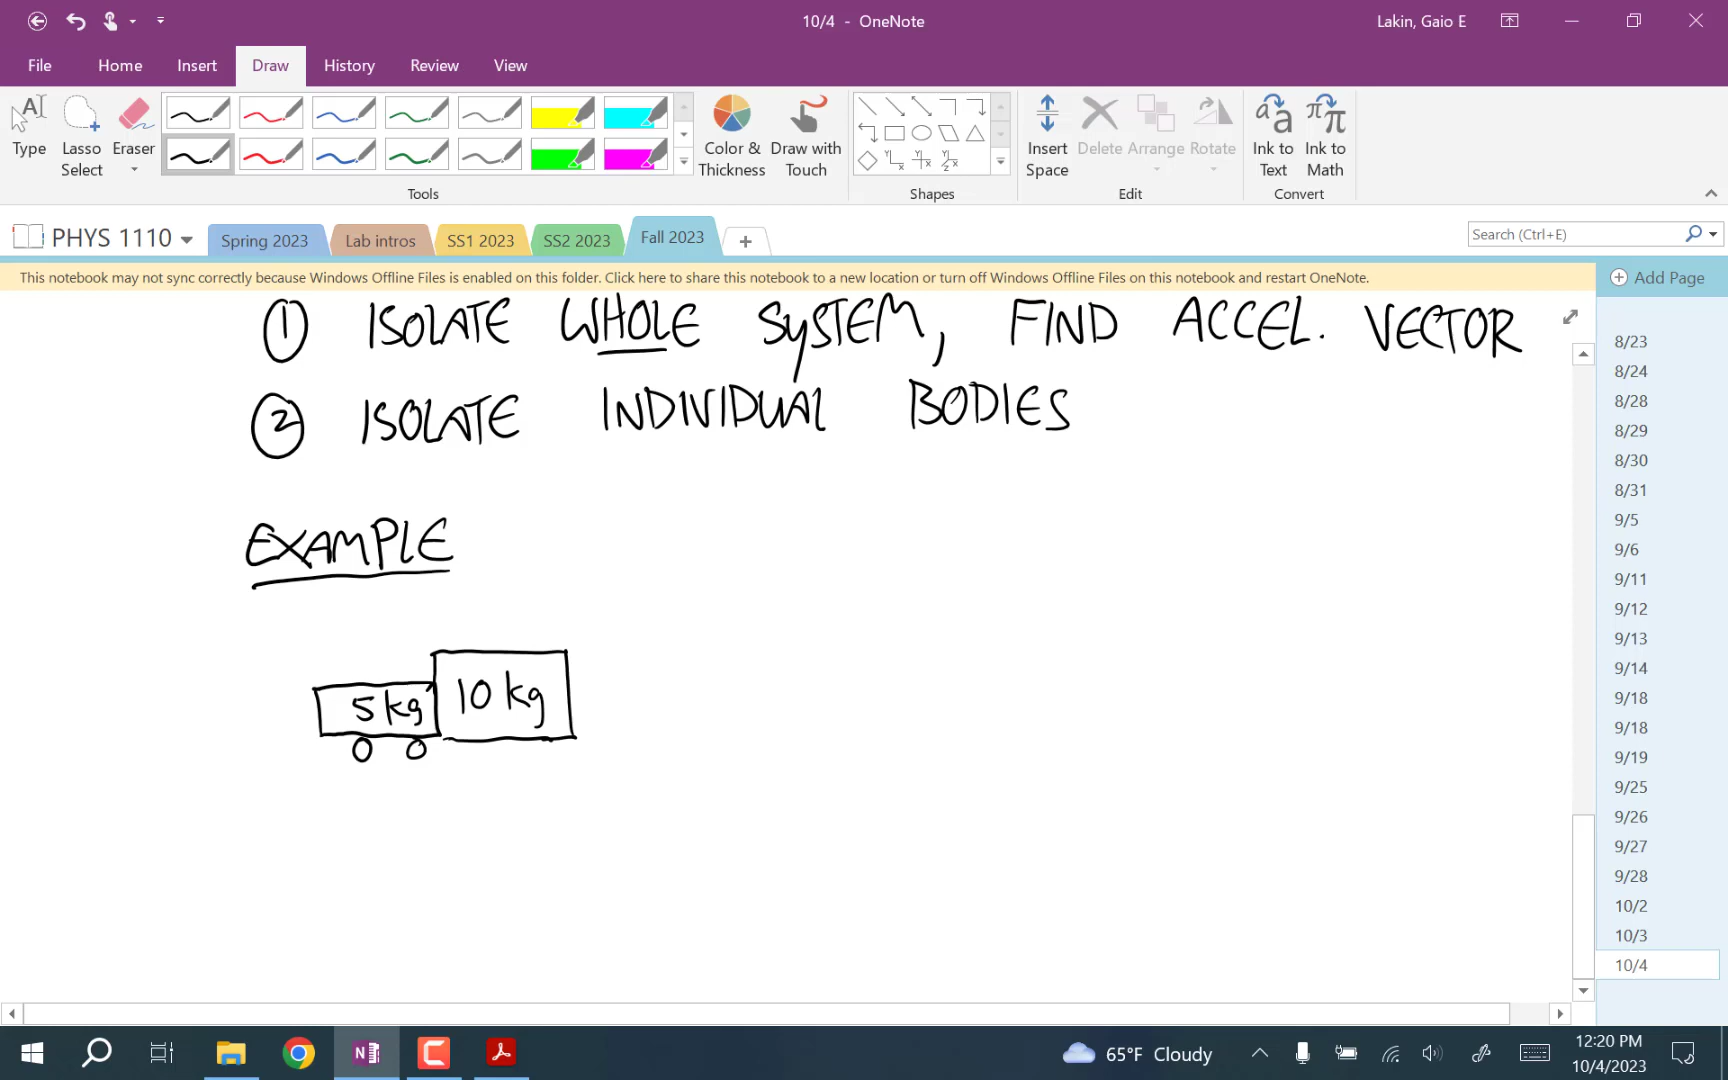 10/4 - OneNote
Lakin, Gaio E
File Home Insert Draw History Review View
Type
Lasso Select
Eraser
Color & Thickness
Draw with Touch
Insert Space
Delete
Arrange
Rotate
Ink to Text
Ink to Math
Tools
Shapes
Edit
Convert
PHYS 1110
Spring 2023
Lab intros
SS1 2023
SS2 2023
Fall 2023
Search (Ctrl+E)
This notebook may not sync correctly because Windows Offline Files is enabled on this folder. Click here to share this notebook to a new location or turn off Windows Offline Files on this notebook and restart OneNote.
Add Page
① ISOLATE WHOLE SYSTEM, FIND ACCEL. VECTOR
② ISOLATE INDIVIDUAL BODIES
EXAMPLE
5 kg
10 kg
8/23
8/24
8/28
8/29
8/30
8/31
9/5
9/6
9/11
9/12
9/13
9/14
9/18
9/18
9/19
9/25
9/26
9/27
9/28
10/2
10/3
10/4
65°F Cloudy
12:20 PM
10/4/2023